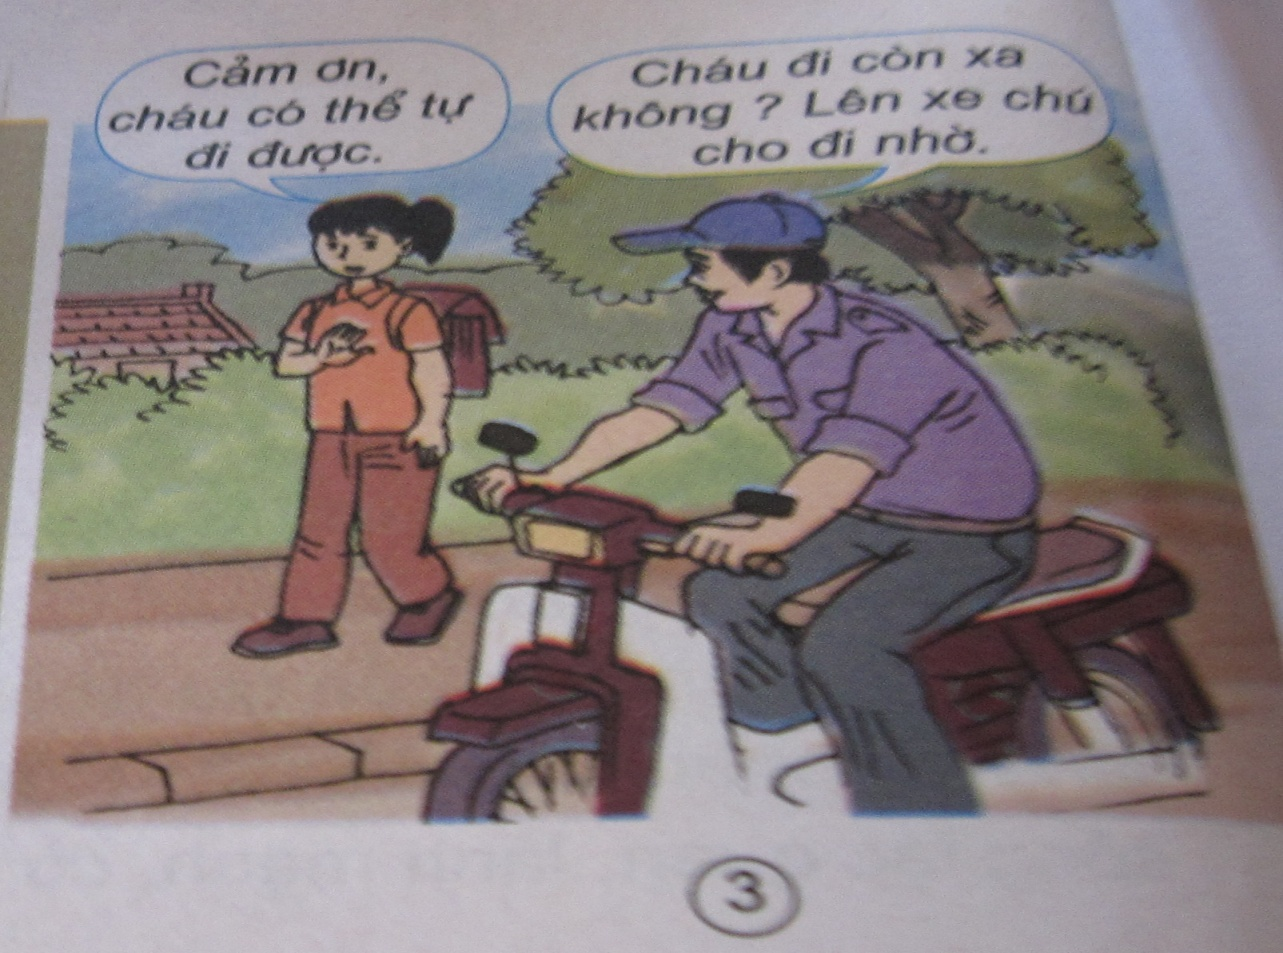 Cảm ơn,
cháu có thể tự
đi được.
Cháu đi còn xa
không ? Lên xe chú
cho đi nhờ.
3